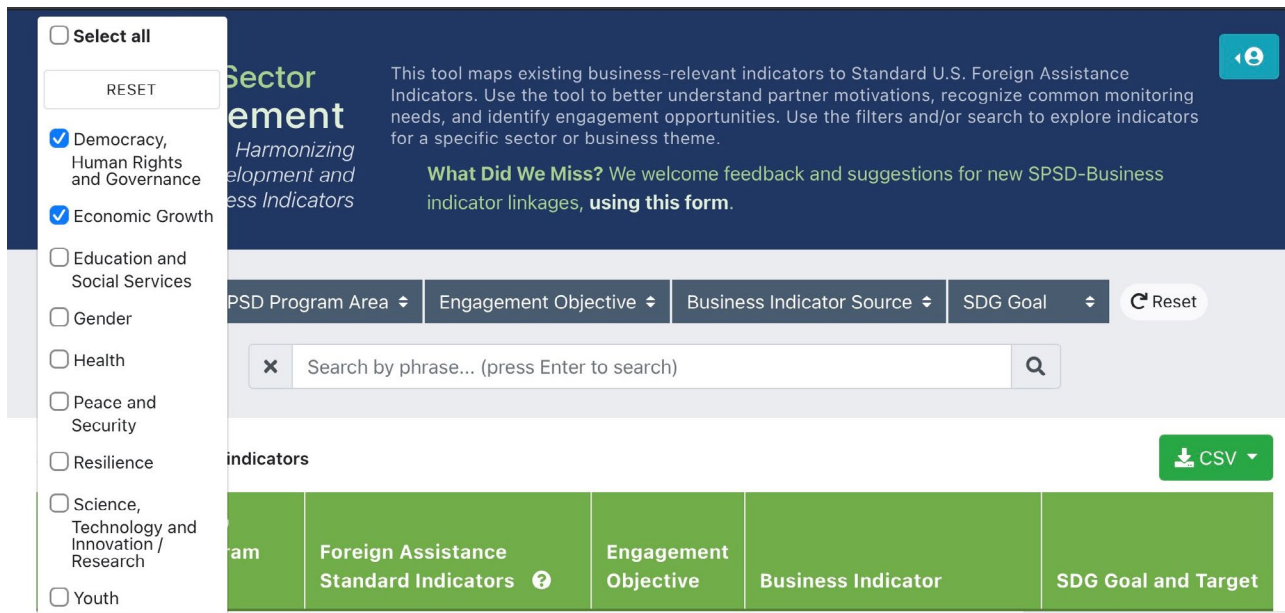 Select all
RESET
Democracy,
Human Rights
and Governance
Economic Growth
Education and
Social Services
Gender
Health
Peace and
Security
Resilience
Science,
Technology and
Innovation /
Research
Youth
Sector
ement
Harmonizing
elopment and
ess Indicators
This tool maps existing business-relevant indicators to Standard U.S. Foreign Assistance
Indicators. Use the tool to better understand partner motivations, recognize common monitoring
needs, and identify engagement opportunities. Use the filters and/or search to explore indicators
for a specific sector or business theme.
What Did We Miss? We welcome feedback and suggestions for new SPSD-Business
indicator linkages, using this form.
PSD Program Area
Engagement Objective
Business Indicator Source
SDG Goal
Reset
Search by phrase... (press Enter to search)
indicators
CSV
ram
Foreign Assistance
Standard Indicators ?
Engagement
Objective
Business Indicator
SDG Goal and Target